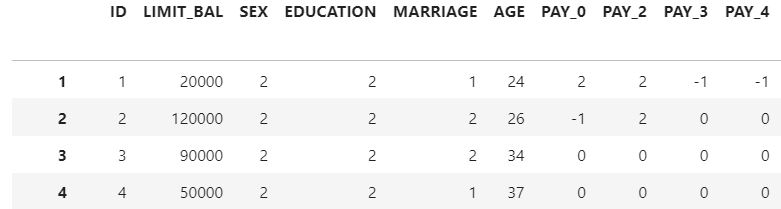 ID LIMIT_BAL SEX EDUCATION MARRIAGE AGE PAY_0 PAY_2 PAY_3 PAY_4
1 1 20000 2 2 1 24 2 2 -1 -1
2 2 120000 2 2 2 26 -1 2 0 0
3 3 90000 2 2 2 34 0 0 0 0
4 4 50000 2 2 1 37 0 0 0 0